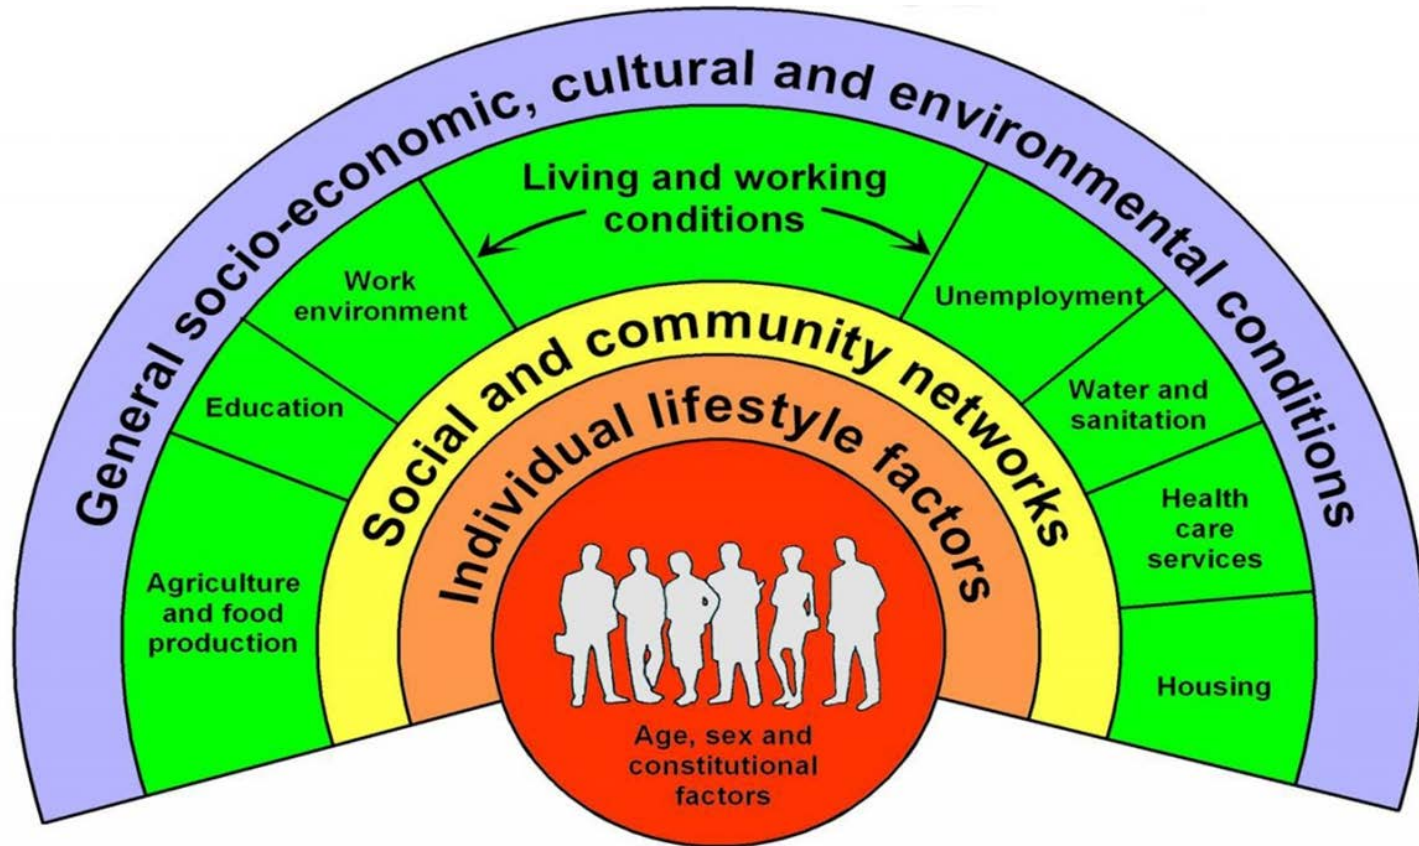 General socio-economic, cultural and environmental conditions
Living and working
conditions
Work
environment
Unemployment
Education
Water and
sanitation
Agriculture
and food
production
Health
care
services
Housing
Social and community networks
Individual lifestyle factors
Age, sex and
constitutional
factors